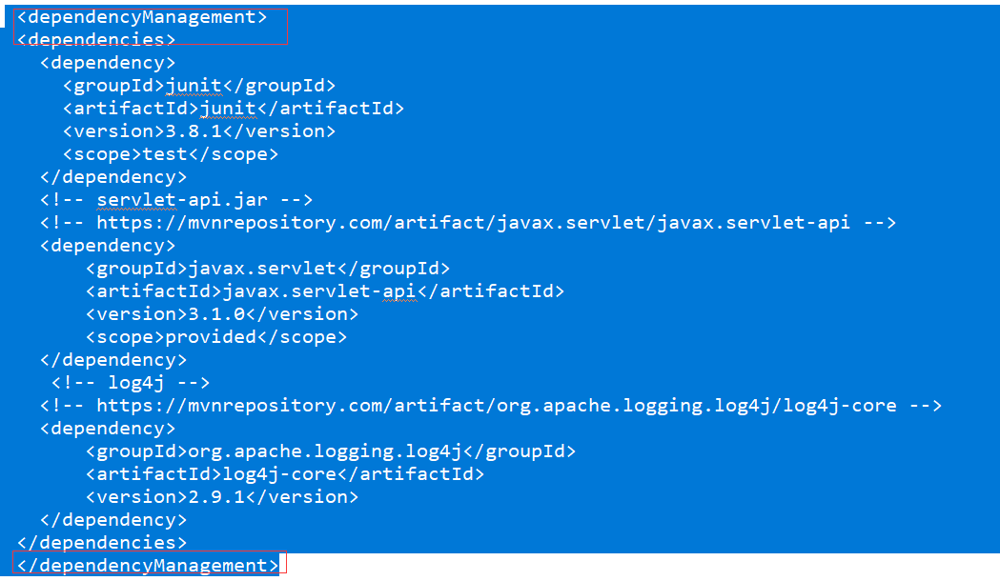 <dependencyManagement>
<dependencies>
<dependency>
<groupId>junit</groupId>
<artifactId>junit</artifactId>
<version>3.8.1</version>
<scope>test</scope>
</dependency>
<!-- servlet-api.jar -->
<!-- https://mvnrepository.com/artifact/javax.servlet/javax.servlet-api -->
<dependency>
<groupId>javax.servlet</groupId>
<artifactId>javax.servlet-api</artifactId>
<version>3.1.0</version>
<scope>provided</scope>
</dependency>
<!-- log4j -->
<!-- https://mvnrepository.com/artifact/org.apache.logging.log4j/log4j-core -->
<dependency>
<groupId>org.apache.logging.log4j</groupId>
<artifactId>log4j-core</artifactId>
<version>2.9.1</version>
</dependency>
</dependencies>
</dependencyManagement>